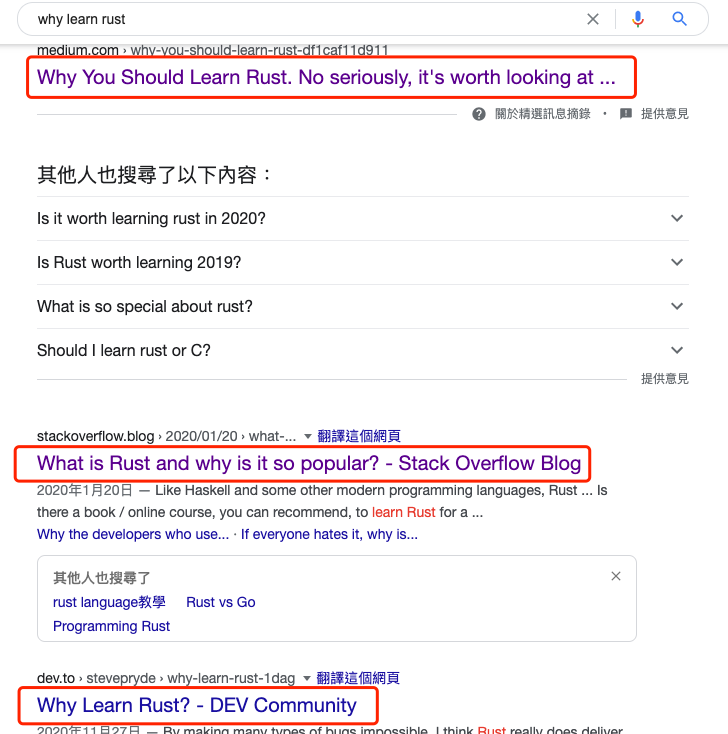 why learn rust
medium.com › why-you-should-learn-rust-df1caf11d911
Why You Should Learn Rust. No seriously, it's worth looking at ...
關於精選訊息摘錄 • 提供意見
其他人也搜尋了以下內容：
Is it worth learning rust in 2020?
Is Rust worth learning 2019?
What is so special about rust?
Should I learn rust or C?
提供意見
stackoverflow.blog › 2020/01/20 › what-... 翻譯這個網頁
What is Rust and why is it so popular? - Stack Overflow Blog
2020年1月20日 — Like Haskell and some other modern programming languages, Rust ... Is
there a book / online course, you can recommend, to learn Rust for a ...
Why the developers who use... · If everyone hates it, why is...
其他人也搜尋了
rust language教學 Rust vs Go
Programming Rust
dev.to › stevepryde › why-learn-rust-1dag 翻譯這個網頁
Why Learn Rust? - DEV Community
2020年11月27日 — By making many types of bugs impossible, I think Rust really does deliver